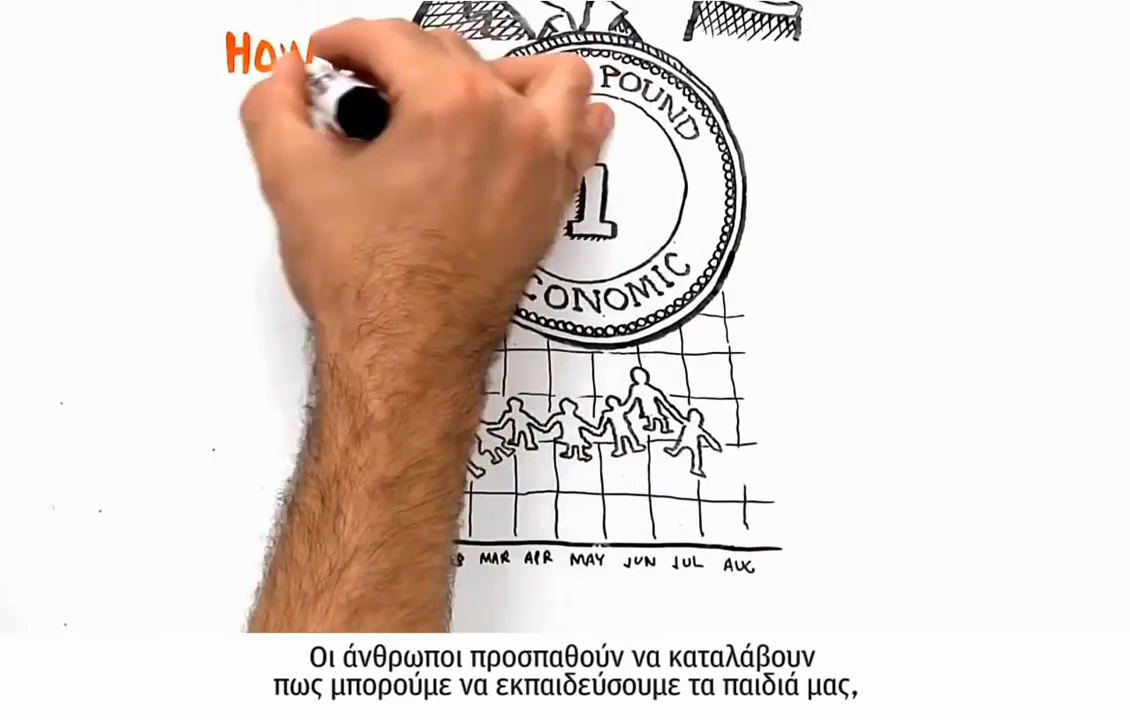 HOW
POUND
1
ECONOMIC
MAR APR MAY JUN JUL AUG
Οι άνθρωποι προσπαθούν να καταλάβουν
πως μπορούμε να εκπαιδεύσουμε τα παιδιά μας,